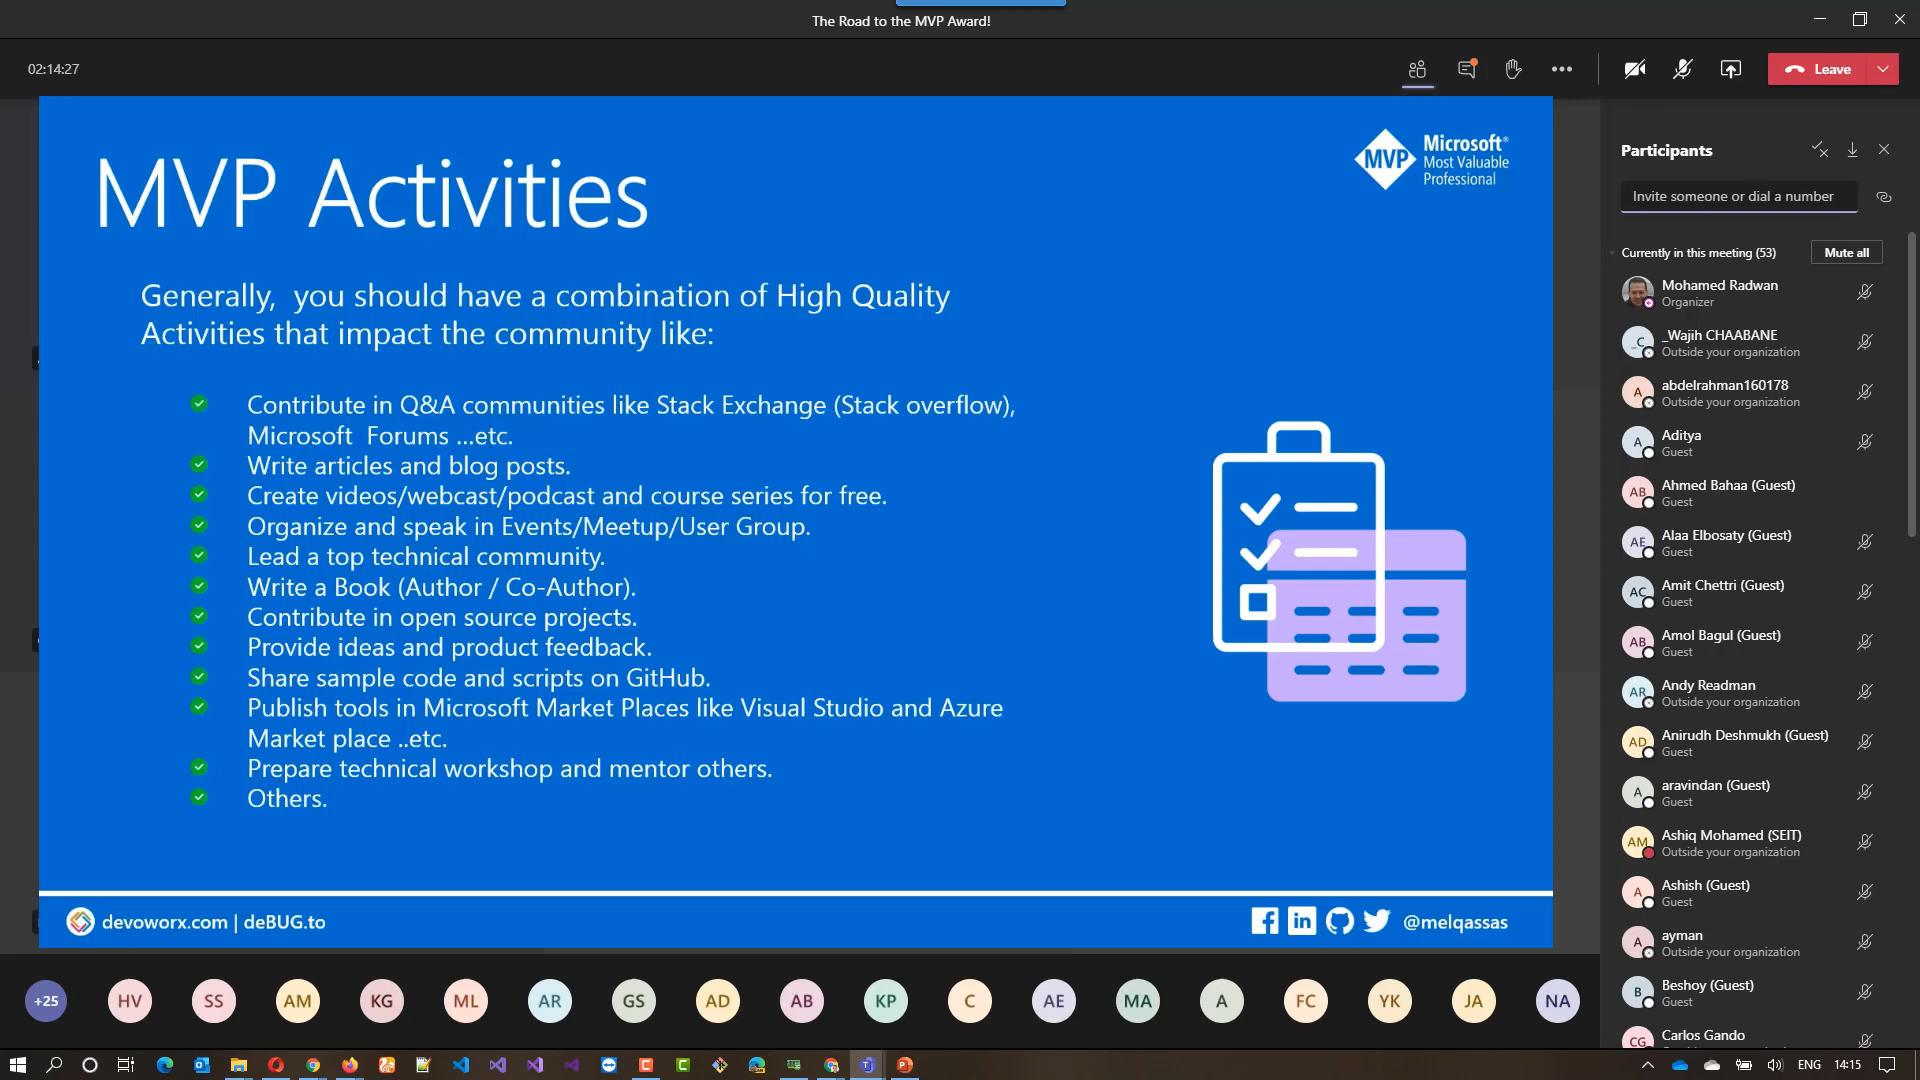 The Road to the MVP Award!
02:14:27
Leave
MVP Activities
MVP
Microsoft®
Most Valuable
Professional
Generally, you should have a combination of High Quality
Activities that impact the community like:
Contribute in Q&A communities like Stack Exchange (Stack overflow),
Microsoft Forums ...etc.
Write articles and blog posts.
Create videos/webcast/podcast and course series for free.
Organize and speak in Events/Meetup/User Group.
Lead a top technical community.
Write a Book (Author / Co-Author).
Contribute in open source projects.
Provide ideas and product feedback.
Share sample code and scripts on GitHub.
Publish tools in Microsoft Market Places like Visual Studio and Azure
Market place ..etc.
Prepare technical workshop and mentor others.
Others.
devoworx.com | deBUG.to
@melqassas
Participants
Invite someone or dial a number
Currently in this meeting (53)
Mute all
Mohamed Radwan
Organizer
_C
_Wajih CHAABANE
Outside your organization
A
abdelrahman160178
Outside your organization
A
Aditya
Guest
AB
Ahmed Bahaa (Guest)
Guest
AE
Alaa Elbosaty (Guest)
Guest
AC
Amit Chettri (Guest)
Guest
AB
Amol Bagul (Guest)
Guest
AR
Andy Readman
Outside your organization
AD
Anirudh Deshmukh (Guest)
Guest
A
aravindan (Guest)
Guest
AM
Ashiq Mohamed (SEIT)
Outside your organization
A
Ashish (Guest)
Guest
A
ayman
Outside your organization
B
Beshoy (Guest)
Guest
CG
Carlos Gando
+25 HV SS AM KG ML AR GS AD AB KP C AE MA A FC YK JA NA
ENG 14:15